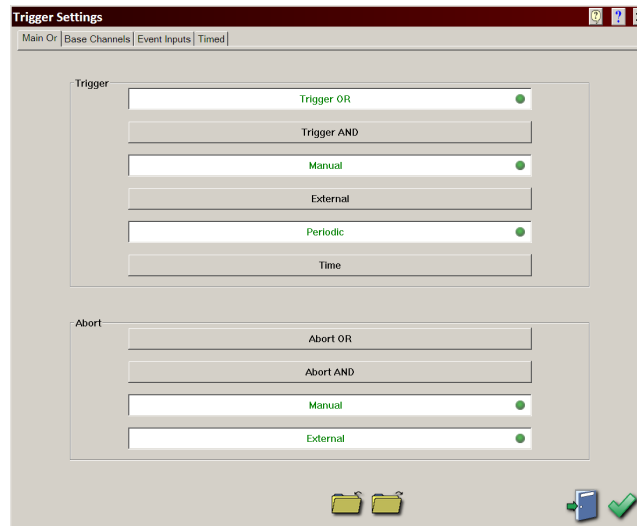 Trigger Settings
Main Or Base Channels Event Inputs Timed
Trigger
Trigger OR
Trigger AND
Manual
External
Periodic
Time
Abort
Abort OR
Abort AND
Manual
External